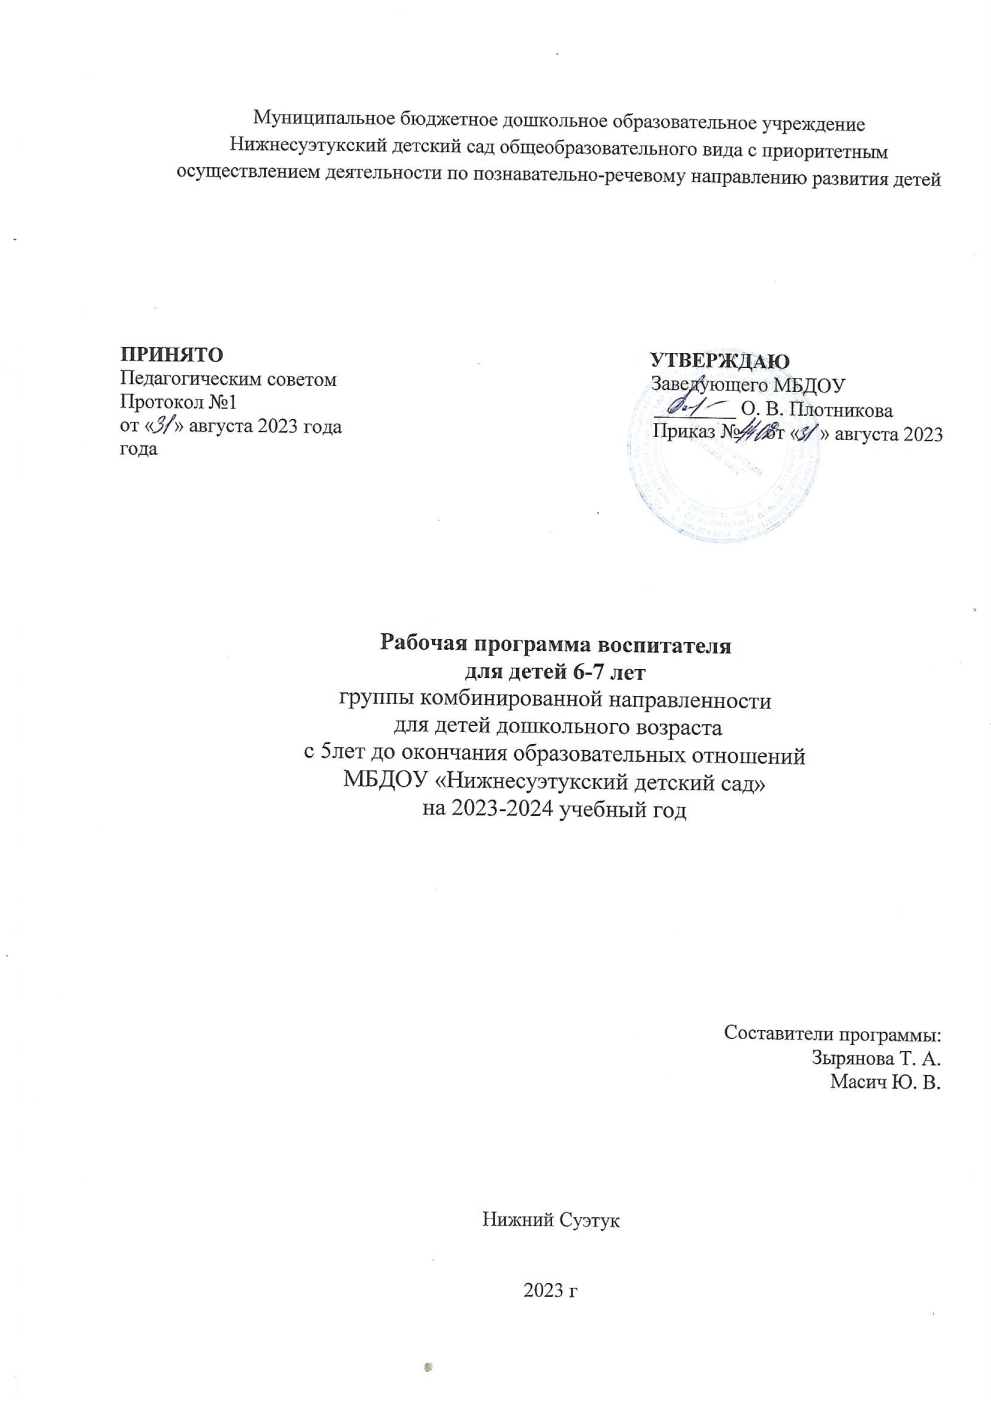 Муниципальное бюджетное дошкольное образовательное учреждение
Нижнесуэтукский детский сад общеобразовательного вида с приоритетным
осуществлением деятельности по познавательно-речевому направлению развития детей
ПРИНЯТО
Педагогическим советом
Протокол №1
от «31» августа 2023 года
года
УТВЕРЖДАЮ
Заведующего МБДОУ
О. В. Плотникова
Приказ № от «31» августа 2023
Рабочая программа воспитателя
для детей 6-7 лет
группы комбинированной направленности
для детей дошкольного возраста
с 5лет до окончания образовательных отношений
МБДОУ «Нижнесуэтукский детский сад»
на 2023-2024 учебный год
Составители программы:
Зырянова Т. А.
Масич Ю. В.
Нижний Суэтук
2023 г